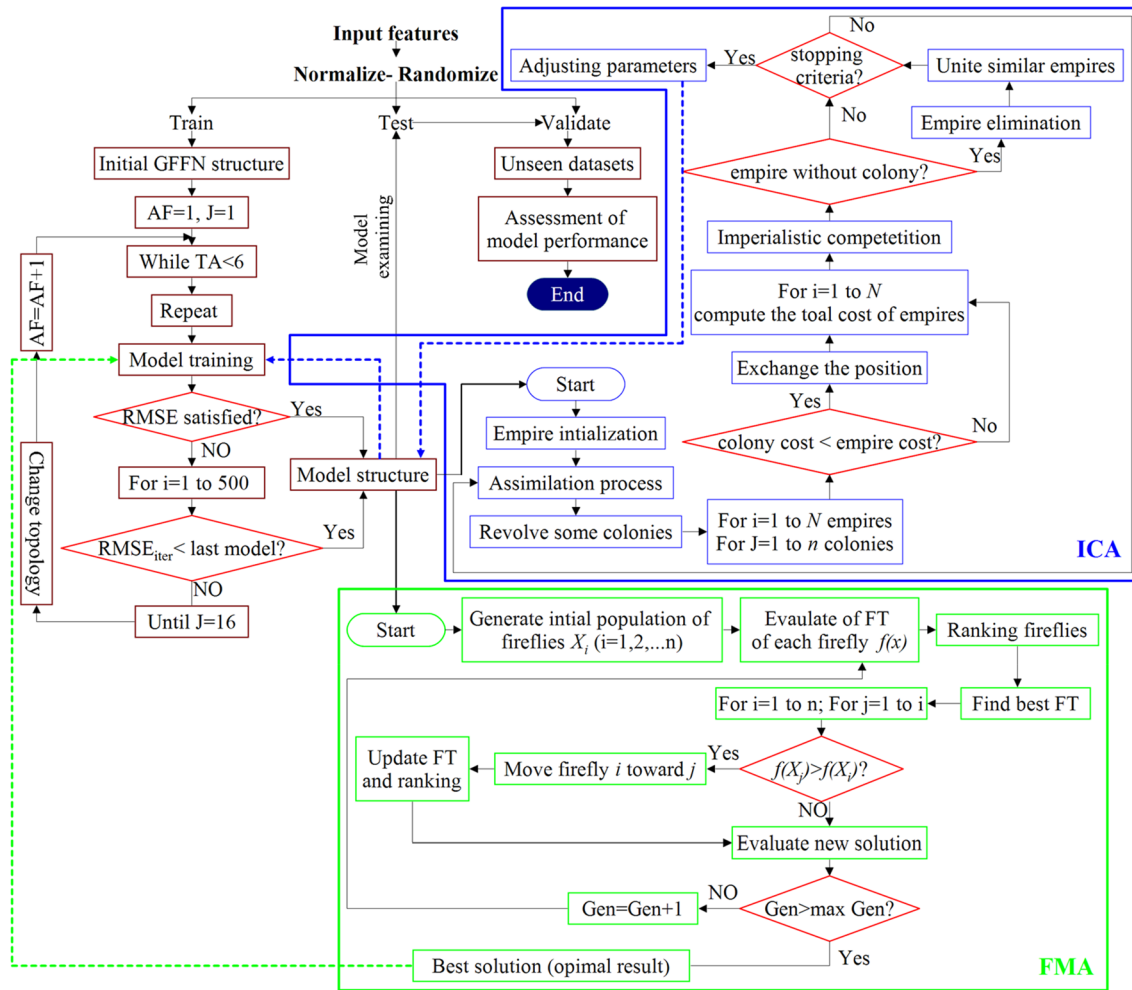 Input features
Normalize- Randomize
Train
Test
Validate
Initial GFFN structure
AF=1, J=1
While TA<6
Repeat
Model training
RMSE satisfied?
Yes
NO
For i=1 to 500
RMSEiter< last model?
Yes
NO
Until J=16
Change topology
AF=AF+1
Model
examining
Unseen datasets
Assessment of
model performance
End
Model structure
Start
Empire intialization
Assimilation process
Revolve some colonies
For i=1 to N empires
For J=1 to n colonies
colony cost < empire cost?
Yes
No
Exchange the position
For i=1 to N
compute the toal cost of empires
Imperialistic competetition
empire without colony?
No
Yes
Empire elimination
Unite similar empires
stopping
criteria?
No
Yes
Adjusting parameters
ICA
Start
Generate intial population of
fireflies Xi (i=1,2,...n)
Evaulate of FT
of each firefly f(x)
Ranking fireflies
Find best FT
For i=1 to n; For j=1 to i
f(Xj)>f(Xi)?
Yes
NO
Move firefly i toward j
Update FT
and ranking
Evaluate new solution
Gen>max Gen?
NO
Yes
Gen=Gen+1
Best solution (opimal result)
FMA